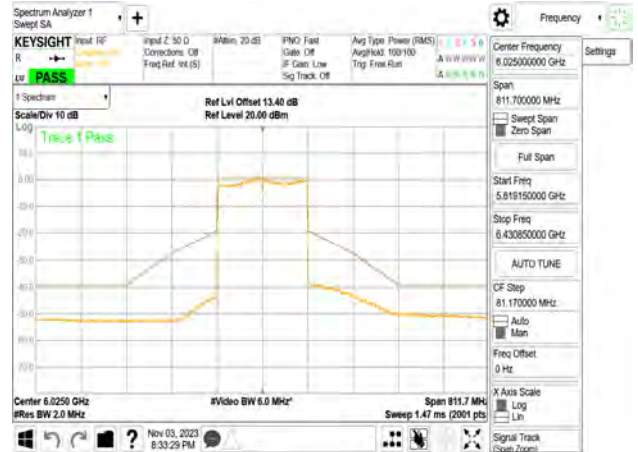 Spectrum Analyzer 1
Swept SA
Frequency
KEYSIGHT Input: RF
Input Z: 50 Ω
#Atten: 20 dB
PNO: Fast
Avg Type: Power (RMS)
R
Corrections: Off
Gate: Off
Avg|Hold: 100/100
Freq Ref: Int (S)
IF Gain: Low
Trig: Free Run
Sig Track: Off
PASS
1 Spectrum
Ref Lvl Offset 13.40 dB
Scale/Div 10 dB
Ref Level 20.00 dBm
Log
Trace 1 Pass
Center 6.0250 GHz
#Video BW 6.0 MHz*
Span 811.7 MHz
#Res BW 2.0 MHz
Sweep 1.47 ms (2001 pts
Nov 03, 2023
8:33:29 PM
Center Frequency
6.025000000 GHz
Settings
Span
811.700000 MHz
Swept Span
Zero Span
Full Span
Start Freq
5.619150000 GHz
Stop Freq
6.430850000 GHz
AUTO TUNE
CF Step
81.170000 MHz
Auto
Man
Freq Offset
0 Hz
X Axis Scale
Log
Lin
Signal Track
(Span Zoom)